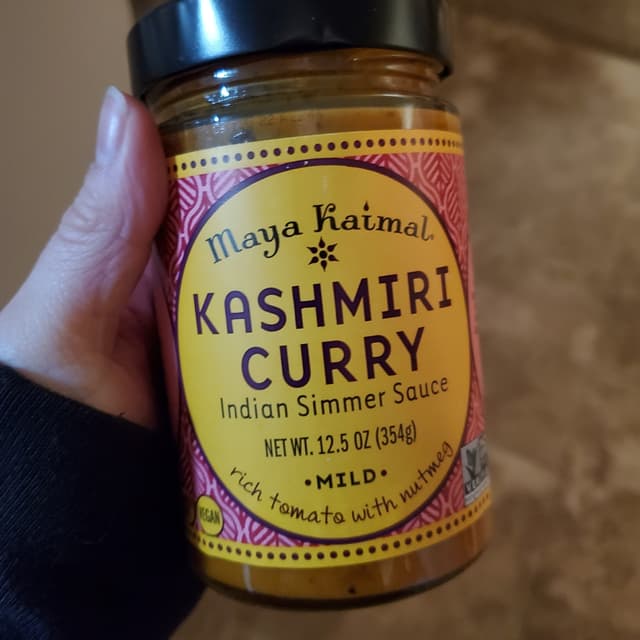 Maya Kaimal
KASHMIRI
CURRY
Indian Simmer Sauce
NET WT. 12.5 OZ (354g)
•MILD•
rich tomato with nutmeg
VEGAN